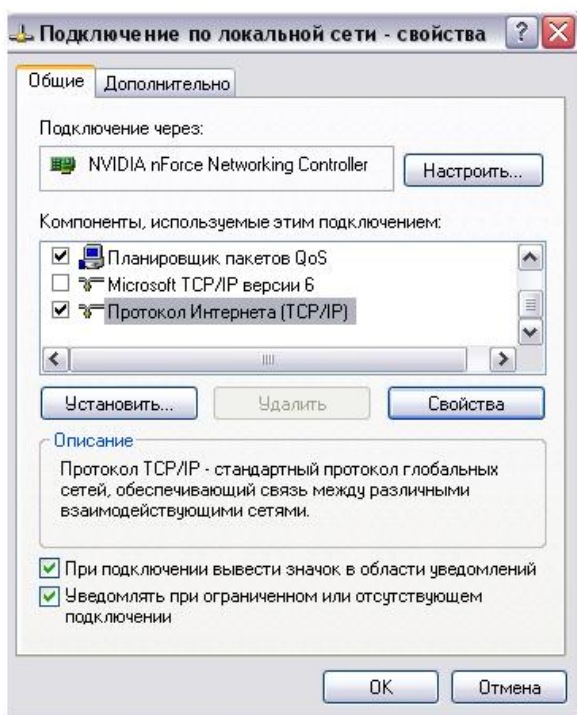 Подключение по локальной сети - свойства
Общие
Дополнительно
Подключение через:
NVIDIA nForce Networking Controller
Настроить...
Компоненты, используемые этим подключением:
Планировщик пакетов QoS
Microsoft TCP/IP версии 6
Протокол Интернета (TCP/IP)
Установить...
Удалить
Свойства
Описание
Протокол TCP/IP - стандартный протокол глобальных
сетей, обеспечивающий связь между различными
взаимодействующими сетями.
При подключении вывести значок в области уведомлений
Уведомлять при ограниченном или отсутствующем
подключении
OK
Отмена